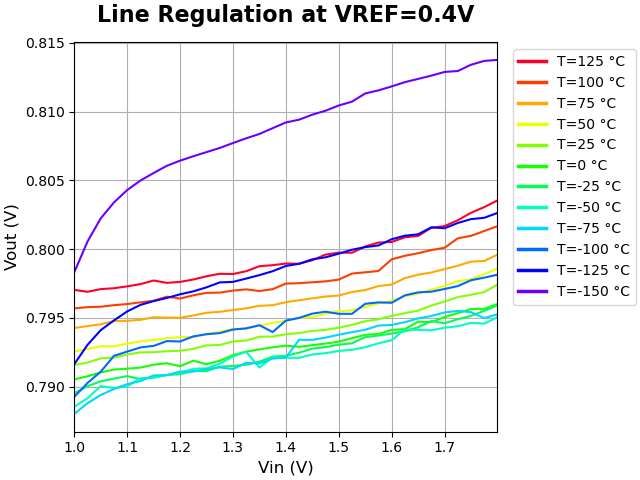 Line Regulation at VREF=0.4V
0.815
0.810
0.805
0.800
0.795
0.790
Vout (V)
1.0 1.1 1.2 1.3 1.4 1.5 1.6 1.7
Vin (V)
T=125 °C
T=100 °C
T=75 °C
T=50 °C
T=25 °C
T=0 °C
T=-25 °C
T=-50 °C
T=-75 °C
T=-100 °C
T=-125 °C
T=-150 °C